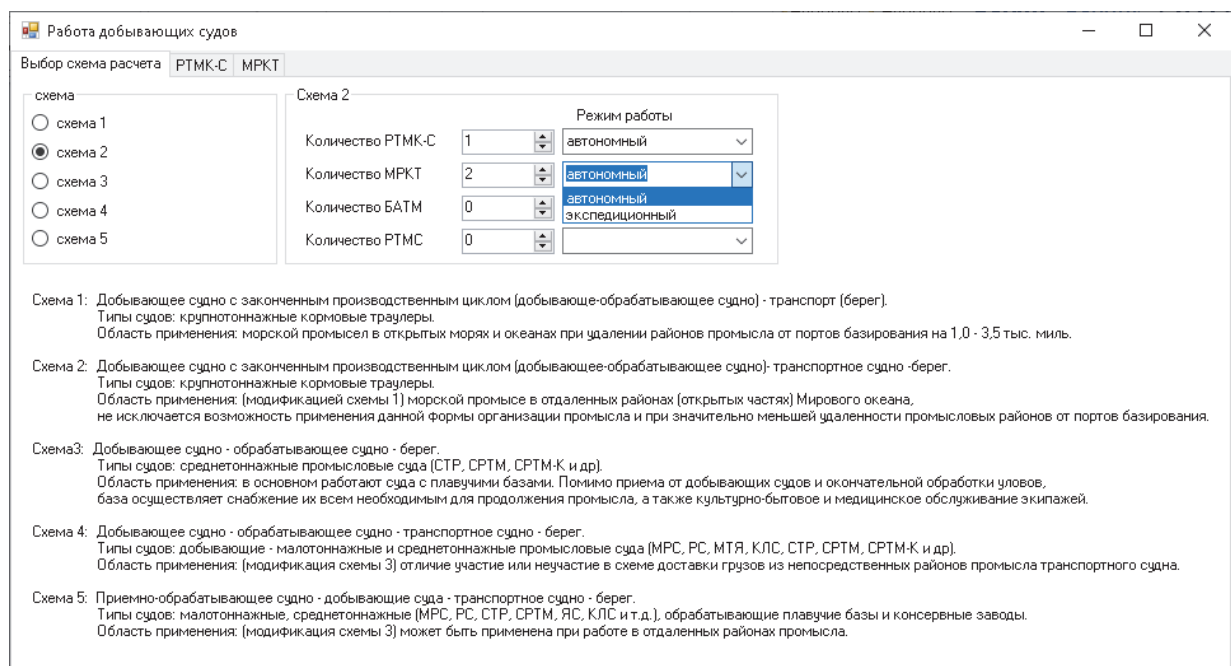 Работа добывающих судов
Выбор схема расчета РТМК-С МРКТ
схема
схема 1
схема 2
схема 3
схема 4
схема 5
Схема 2
Режим работы
Количество РТМК-С 1 автономный
Количество МРКТ 2 автономный
автономный
экспедиционный
Количество БАТМ 0
Количество РТМС 0
Схема 1: Добывающее судно с законченным производственным циклом (добывающе-обрабатывающее судно) - транспорт (берег).
Типы судов: крупнотоннажные кормовые траулеры.
Область применения: морской промысел в открытых морях и океанах при удалении районов промысла от портов базирования на 1,0 - 3,5 тыс. миль.
Схема 2: Добывающее судно с законченным производственным циклом (добывающее-обрабатывающее судно)- транспортное судно -берег.
Типы судов: крупнотоннажные кормовые траулеры.
Область применения: (модификацией схемы 1) морской промысе в отдаленных районах (открытых частях) Мирового океана,
не исключается возможность применения данной формы организации промысла и при значительно меньшей удаленности промысловых районов от портов базирования.
Схема3: Добывающее судно - обрабатывающее судно - берег.
Типы судов: среднетоннажные промысловые суда (СТР, СРТМ, СРТМ-К и др).
Область применения: в основном работают суда с плавучими базами. Помимо приема от добывающих судов и окончательной обработки уловов,
база осуществляет снабжение их всем необходимым для продолжения промысла, а также культурно-бытовое и медицинское обслуживание экипажей.
Схема 4: Добывающее судно - обрабатывающее судно - транспортное судно - берег.
Типы судов: добывающие - малотоннажные и среднетоннажные промысловые суда (МРС, РС, МТЯ, КЛС, СТР, СРТМ, СРТМ-К и др).
Область применения: (модификация схемы 3) отличие участие или неучастие в схеме доставки грузов из непосредственных районов промысла транспортного судна.
Схема 5: Приемно-обрабатывающее судно - добывающие суда - транспортное судно - берег.
Типы судов: малотоннажные, среднетоннажные (МРС, РС, СТР, СРТМ, ЯС, КЛС и т.д.), обрабатывающие плавучие базы и консервные заводы.
Область применения: (модификация схемы 3) может быть применена при работе в отдаленных районах промысла.